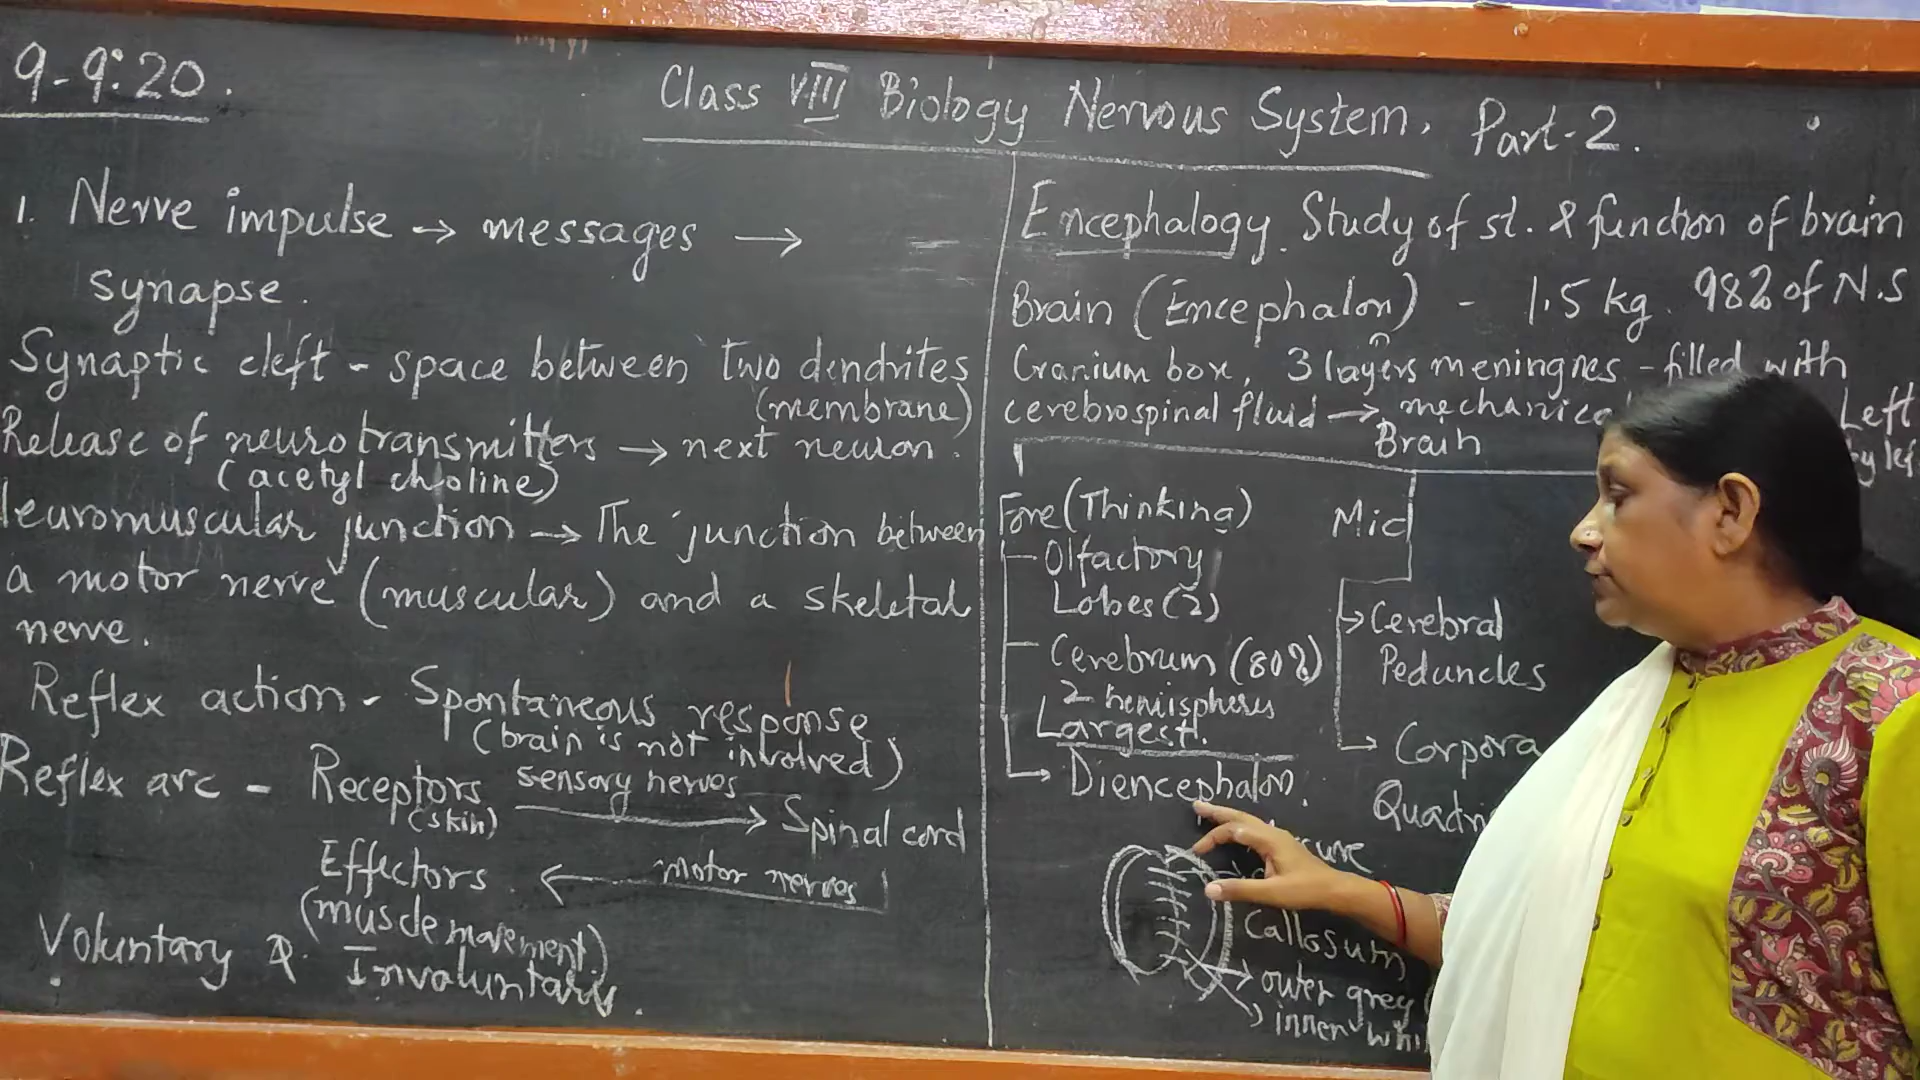 9-9:20.
Class VIII Biology Nervous System. Part-2.
1. Nerve impulse → messages →
synapse.
Synaptic cleft - space between two dendrites
(membrane)
Release of neurotransmitters → next neuron.
(acetyl choline)
leuromuscular junction → The junction between
a motor nerve (muscular) and a skeletal
nerve.
Reflex action - Spontaneous response
(brain is not involved)
Reflex arc - Receptors sensory nerves → Spinal cord
(skin)
Effectors ← motor nerves
(muscle movement)
Voluntary & Involuntary.
Encephalogy. Study of st. & function of brain
Brain (Encephalon) - 1.5 kg. 98% of N.S
Cranium box, 3 layers meningnes - filled with
cerebrospinal fluid → mechanica Left
Brain
by lef
Fore (Thinking)
Olfactory
Lobes (2)
Cerebrum (80%)
2 hemispheres
Largest.
→ Diencephalon.
Mid
→ Cerebral
Peduncles
→ Corpora
Quadri
Callosum
→ outer grey
→ inner whi